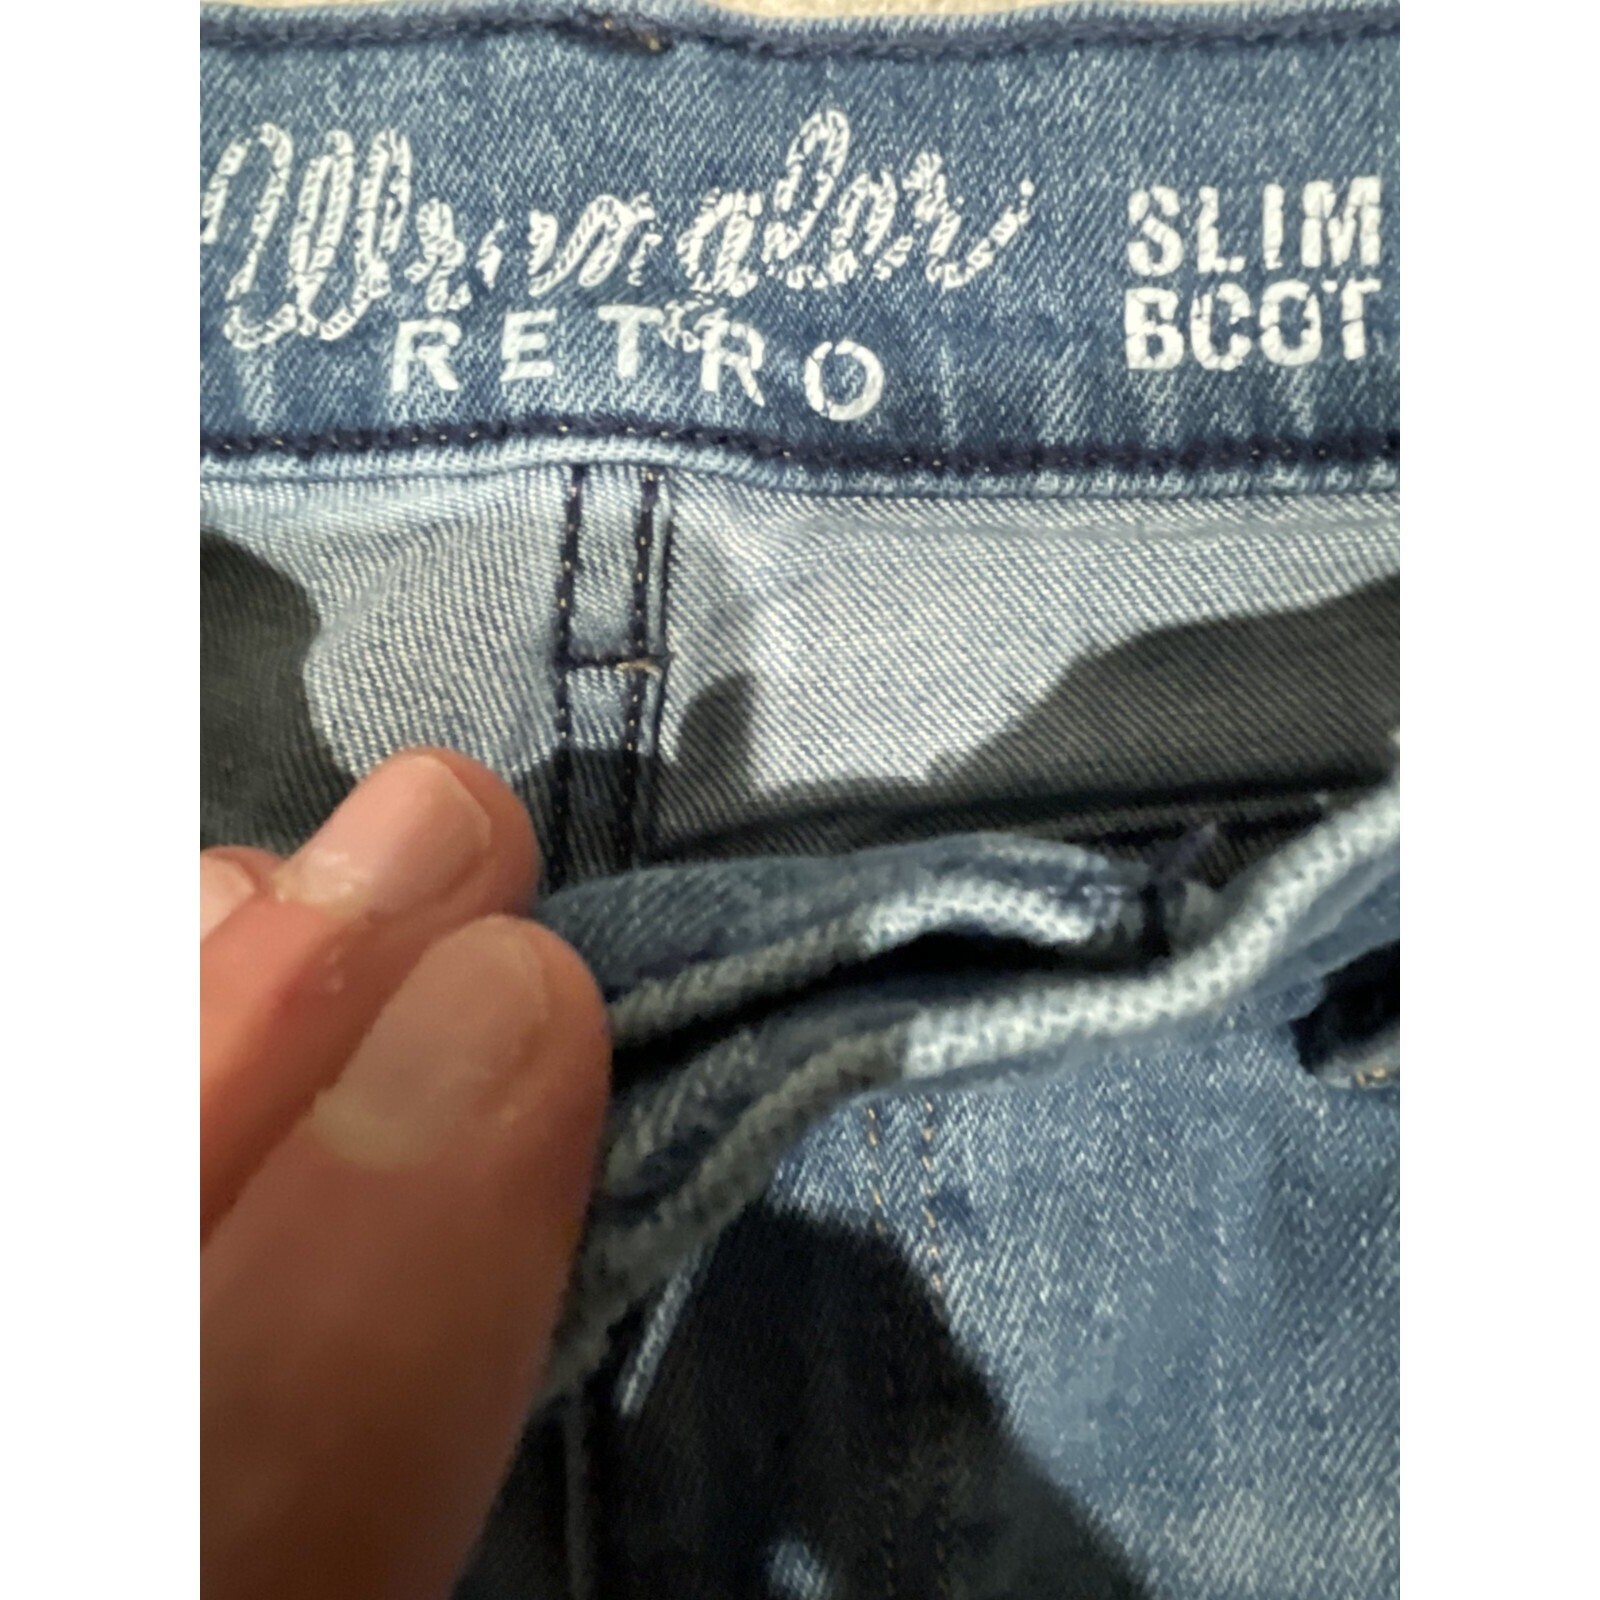 Wrangler
RETRO
SLIM
BOOT